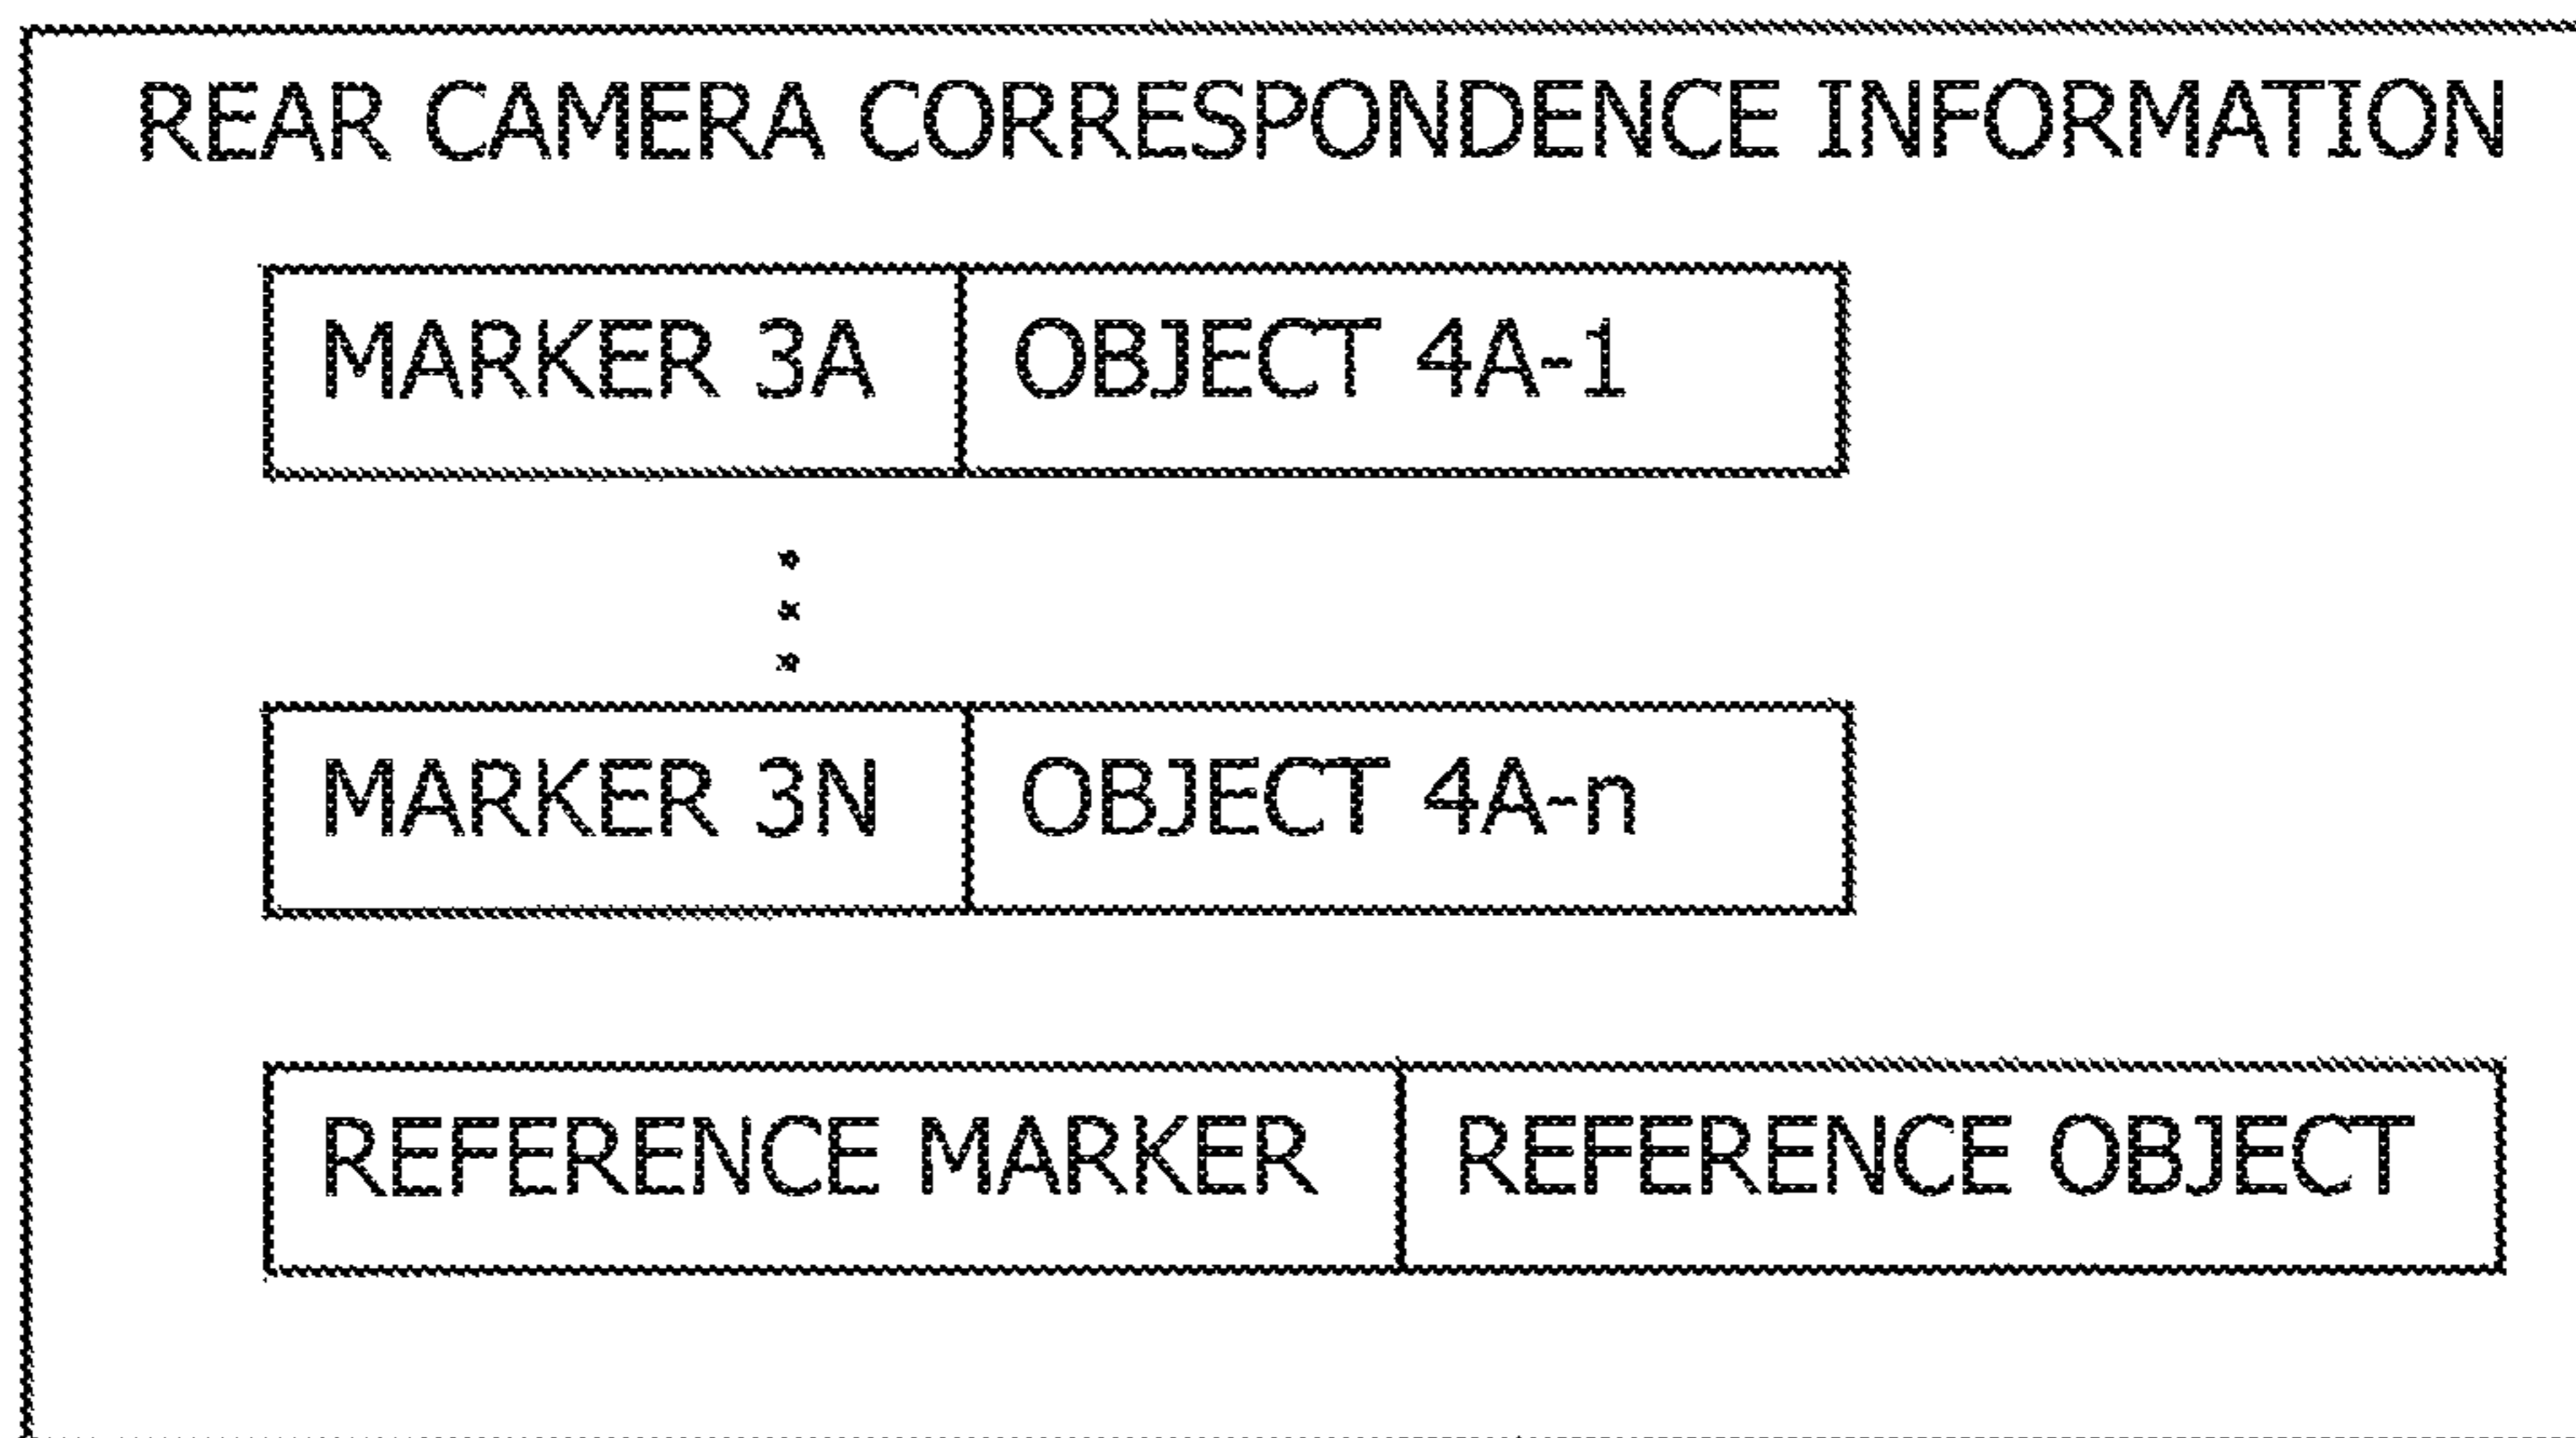 REAR CAMERA CORRESPONDENCE INFORMATION
MARKER 3A OBJECT 4A-1
MARKER 3N OBJECT 4A-n
REFERENCE MARKER REFERENCE OBJECT